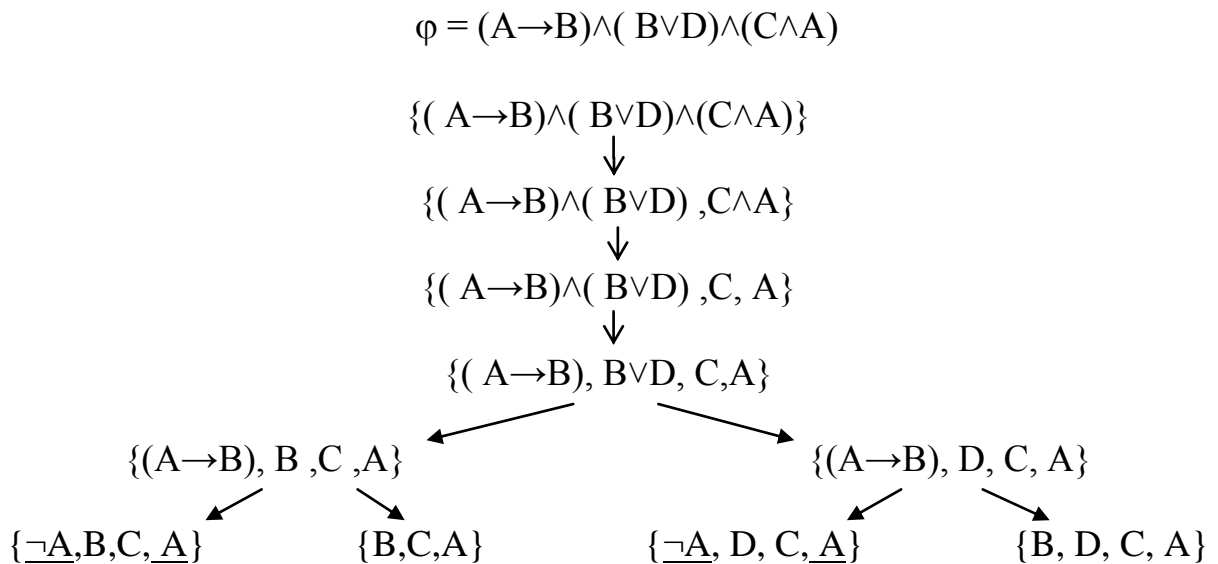 φ = (A→B)∧( B∨D)∧(C∧A)
{( A→B)∧( B∨D)∧(C∧A)}
{( A→B)∧( B∨D) ,C∧A}
{( A→B)∧( B∨D) ,C, A}
{( A→B), B∨D, C,A}
{(A→B), B ,C ,A} {(A→B), D, C, A}
{¬A,B,C, A} {B,C,A} {¬A, D, C, A} {B, D, C, A}